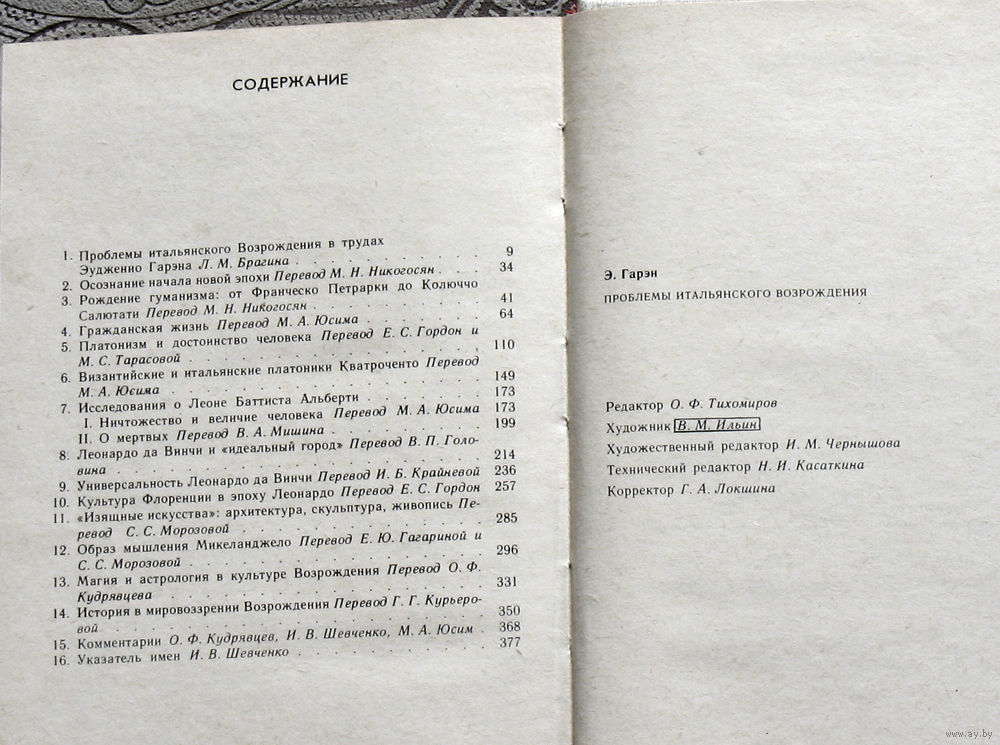 СОДЕРЖАНИЕ
1. Проблемы итальянского Возрождения в трудах
Эудженио Гарэна Л. М. Брагина . . . . . . . . . 9
2. Осознание начала новой эпохи Перевод М. Н. Никогосян . . . 34
3. Рождение гуманизма: от Франческо Петрарки до Колюччо
Салютати Перевод М. Н. Никогосян . . . . . . . . 41
4. Гражданская жизнь Перевод М. А. Юсима . . . . . . 64
5. Платонизм и достоинство человека Перевод Е. С. Гордон и
М. С. Тарасовой . . . . . . . . . . . . . 110
6. Византийские и итальянские платоники Кватроченто Перевод
М. А. Юсима . . . . . . . . . . . . . . 149
7. Исследования о Леоне Баттиста Альберти . . . . . . 173
I. Ничтожество и величие человека Перевод М. А. Юсима 173
II. О мертвых Перевод В. А. Мишина . . . . . . . 199
8. Леонардо да Винчи и «идеальный город» Перевод В. П. Голо-
вина . . . . . . . . . . . . . . . . 214
9. Универсальность Леонардо да Винчи Перевод И. Б. Крайневой 236
10. Культура Флоренции в эпоху Леонардо Перевод Е. С. Гордон 257
11. «Изящные искусства»: архитектура, скульптура, живопись Пе-
ревод С. С. Морозовой . . . . . . . . . . . 285
12. Образ мышления Микеланджело Перевод Е. Ю. Гагариной и
С. С. Морозовой . . . . . . . . . . . . . 296
13. Магия и астрология в культуре Возрождения Перевод О. Ф.
Кудрявцева . . . . . . . . . . . . . . 331
14. История в мировоззрении Возрождения Перевод Г. Г. Курьеро-
вой . . . . . . . . . . . . . . . . 350
15. Комментарии О. Ф. Кудрявцев, И. В. Шевченко, М. А. Юсим . 368
16. Указатель имен И. В. Шевченко . . . . . . . . . 377
Э. Гарэн
ПРОБЛЕМЫ ИТАЛЬЯНСКОГО ВОЗРОЖДЕНИЯ
Редактор О. Ф. Тихомиров
Художник В. М. Ильин
Художественный редактор И. М. Чернышова
Технический редактор Н. И. Касаткина
Корректор Г. А. Локшина
www.ay.by